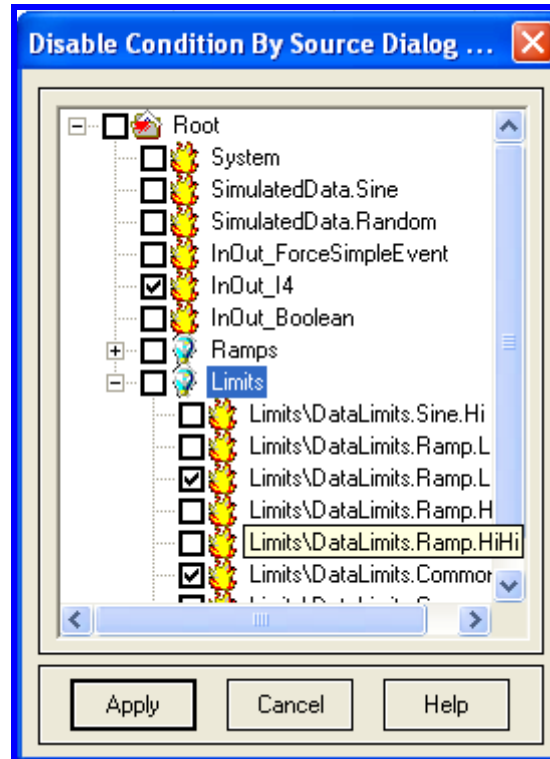 Disable Condition By Source Dialog ...
Root
System
SimulatedData.Sine
SimulatedData.Random
InOut_ForceSimpleEvent
InOut_I4
InOut_Boolean
Ramps
Limits
Limits\DataLimits.Sine.Hi
Limits\DataLimits.Ramp.L
Limits\DataLimits.Ramp.L
Limits\DataLimits.Ramp.H
Limits\DataLimits.Ramp.HiHi
Limits\DataLimits.Common
Apply Cancel Help